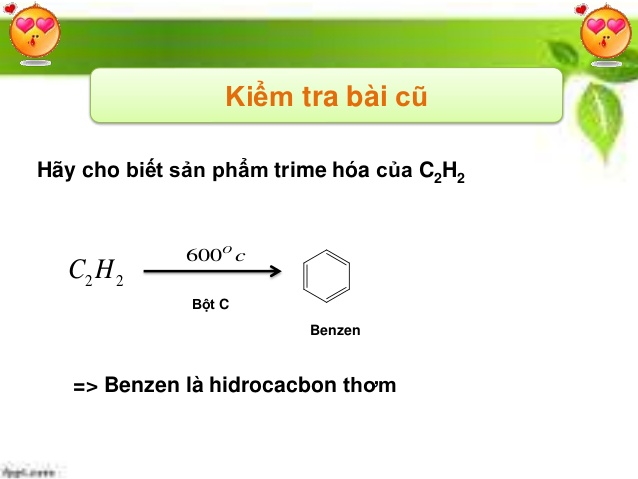 Kiểm tra bài cũ
Hãy cho biết sản phẩm trime hóa của C₂H₂
600ᵒ c
C₂H₂
Bột C
Benzen
=> Benzen là hidrocacbon thơm